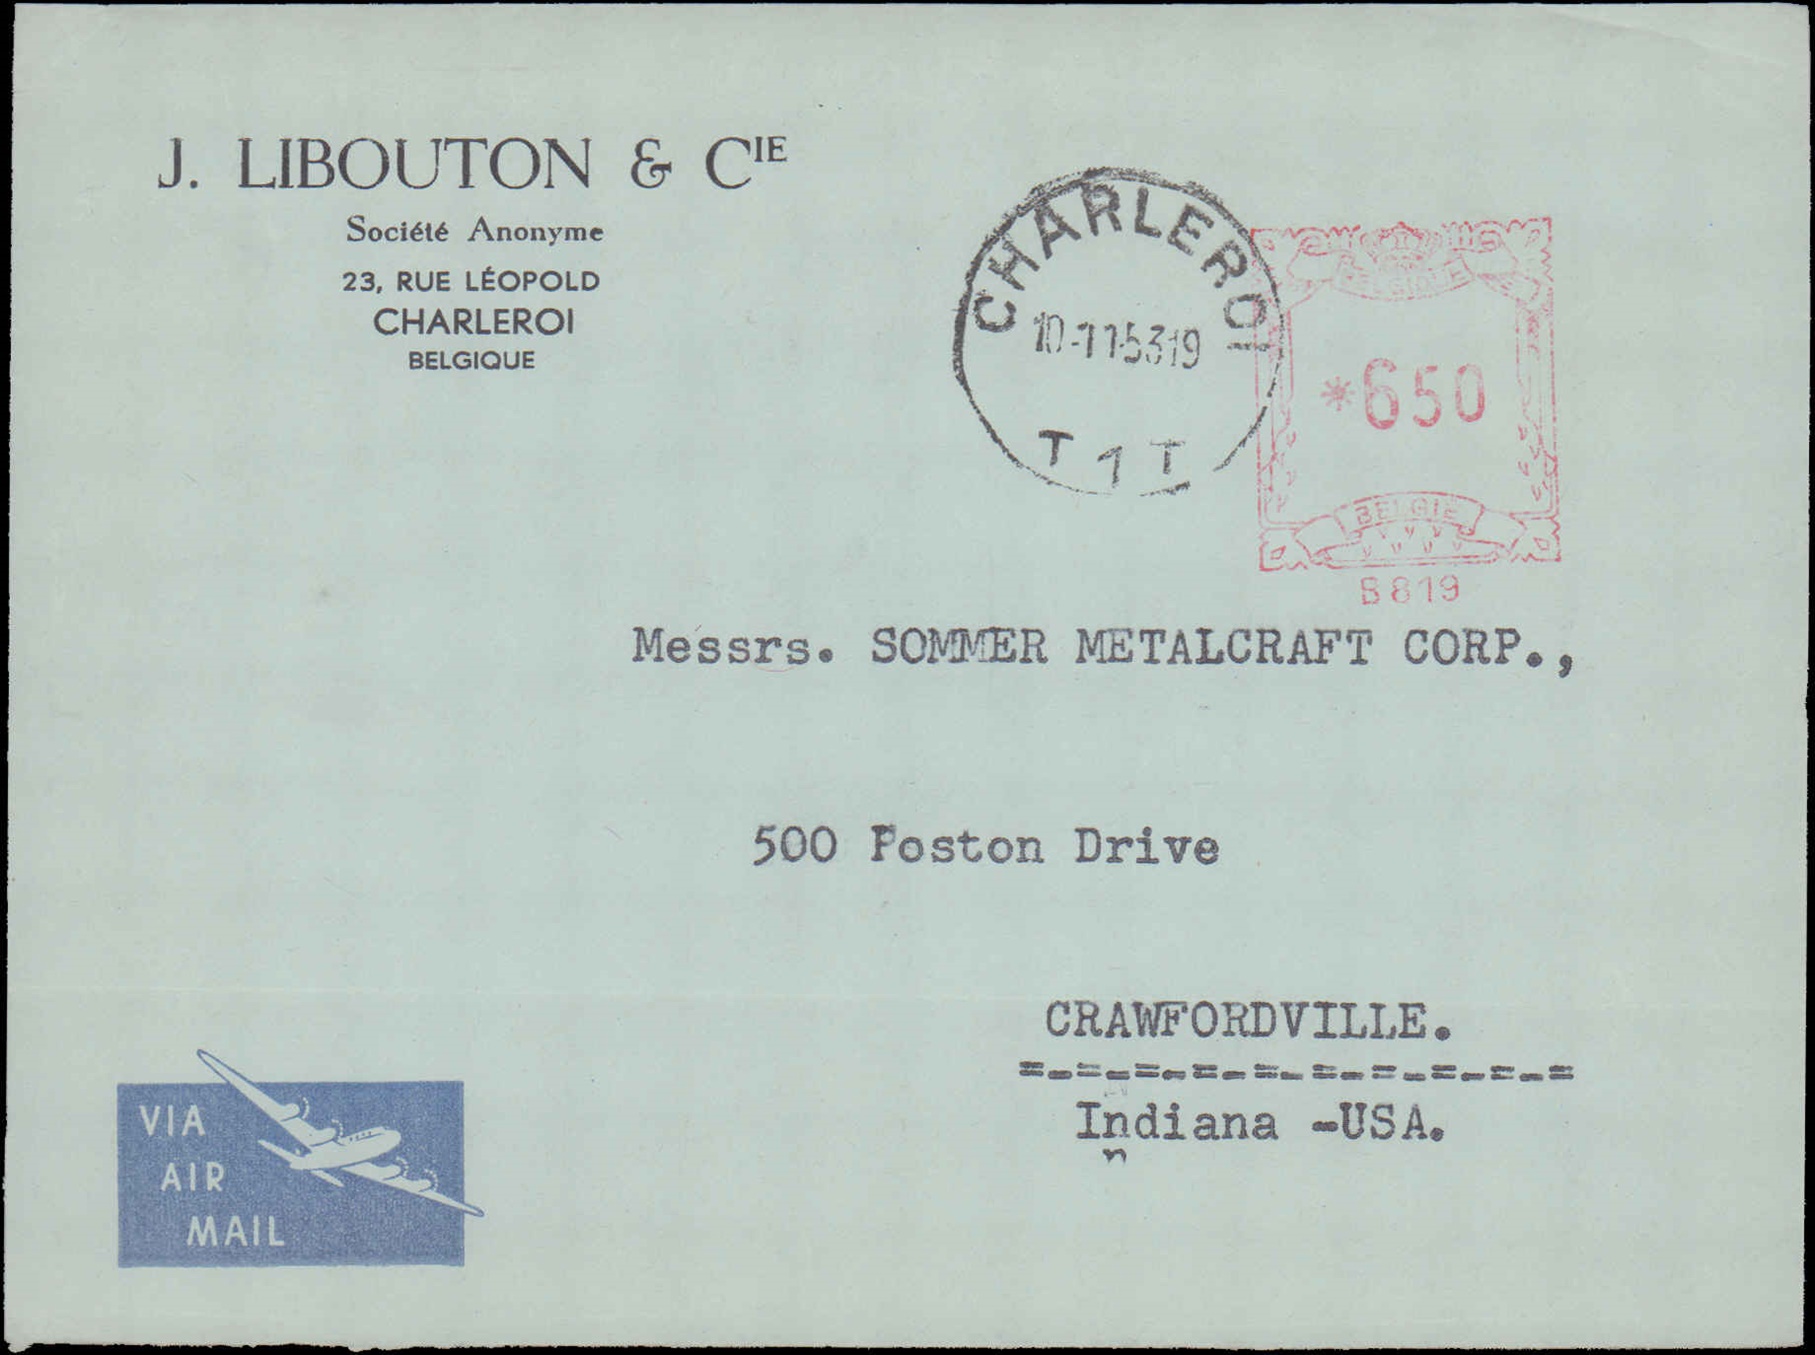 J. LIBOUTON & CIE
Société Anonyme
23, RUE LÉOPOLD
CHARLEROI
BELGIQUE
CHARLEROI
10-11-53 19
T 1 T
BELGIQUE
*650
BELGIE
B819
Messrs. SOMMER METALCRAFT CORP.,
500 Poston Drive
CRAWFORDVILLE.
=-=-=-=-=-=-=-=-=-=
Indiana -USA.
VIA
AIR
MAIL